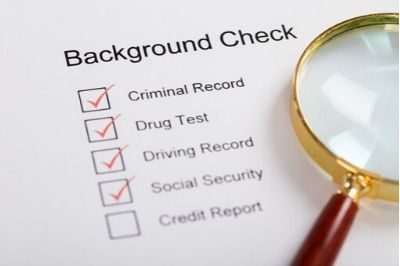 Background Check
Criminal Record
Drug Test
Driving Record
Social Security
Credit Report